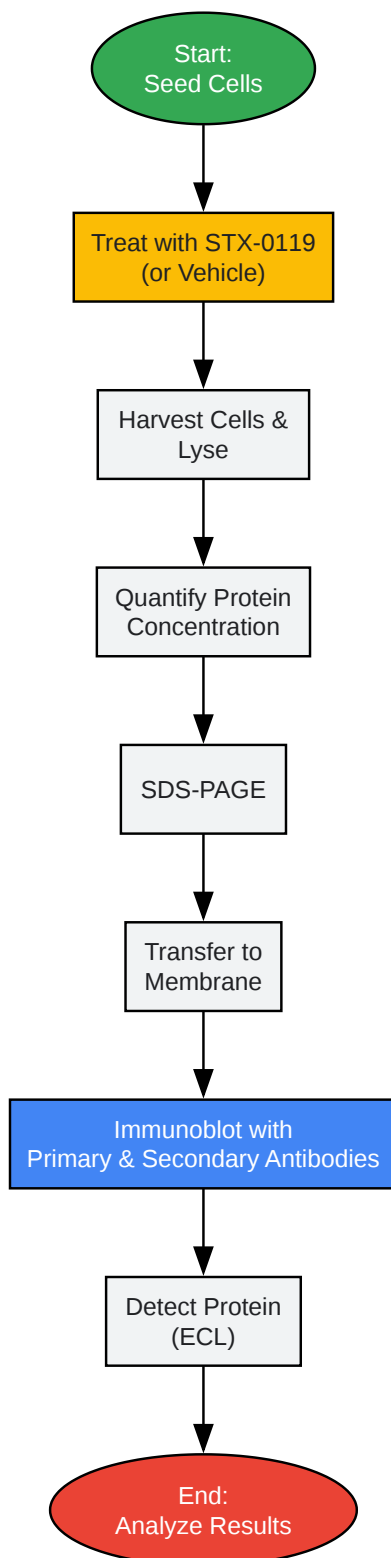 Start:
Seed Cells
Treat with STX-0119
(or Vehicle)
Harvest Cells &
Lyse
Quantify Protein
Concentration
SDS-PAGE
Transfer to
Membrane
Immunoblot with
Primary & Secondary Antibodies
Detect Protein
(ECL)
End:
Analyze Results